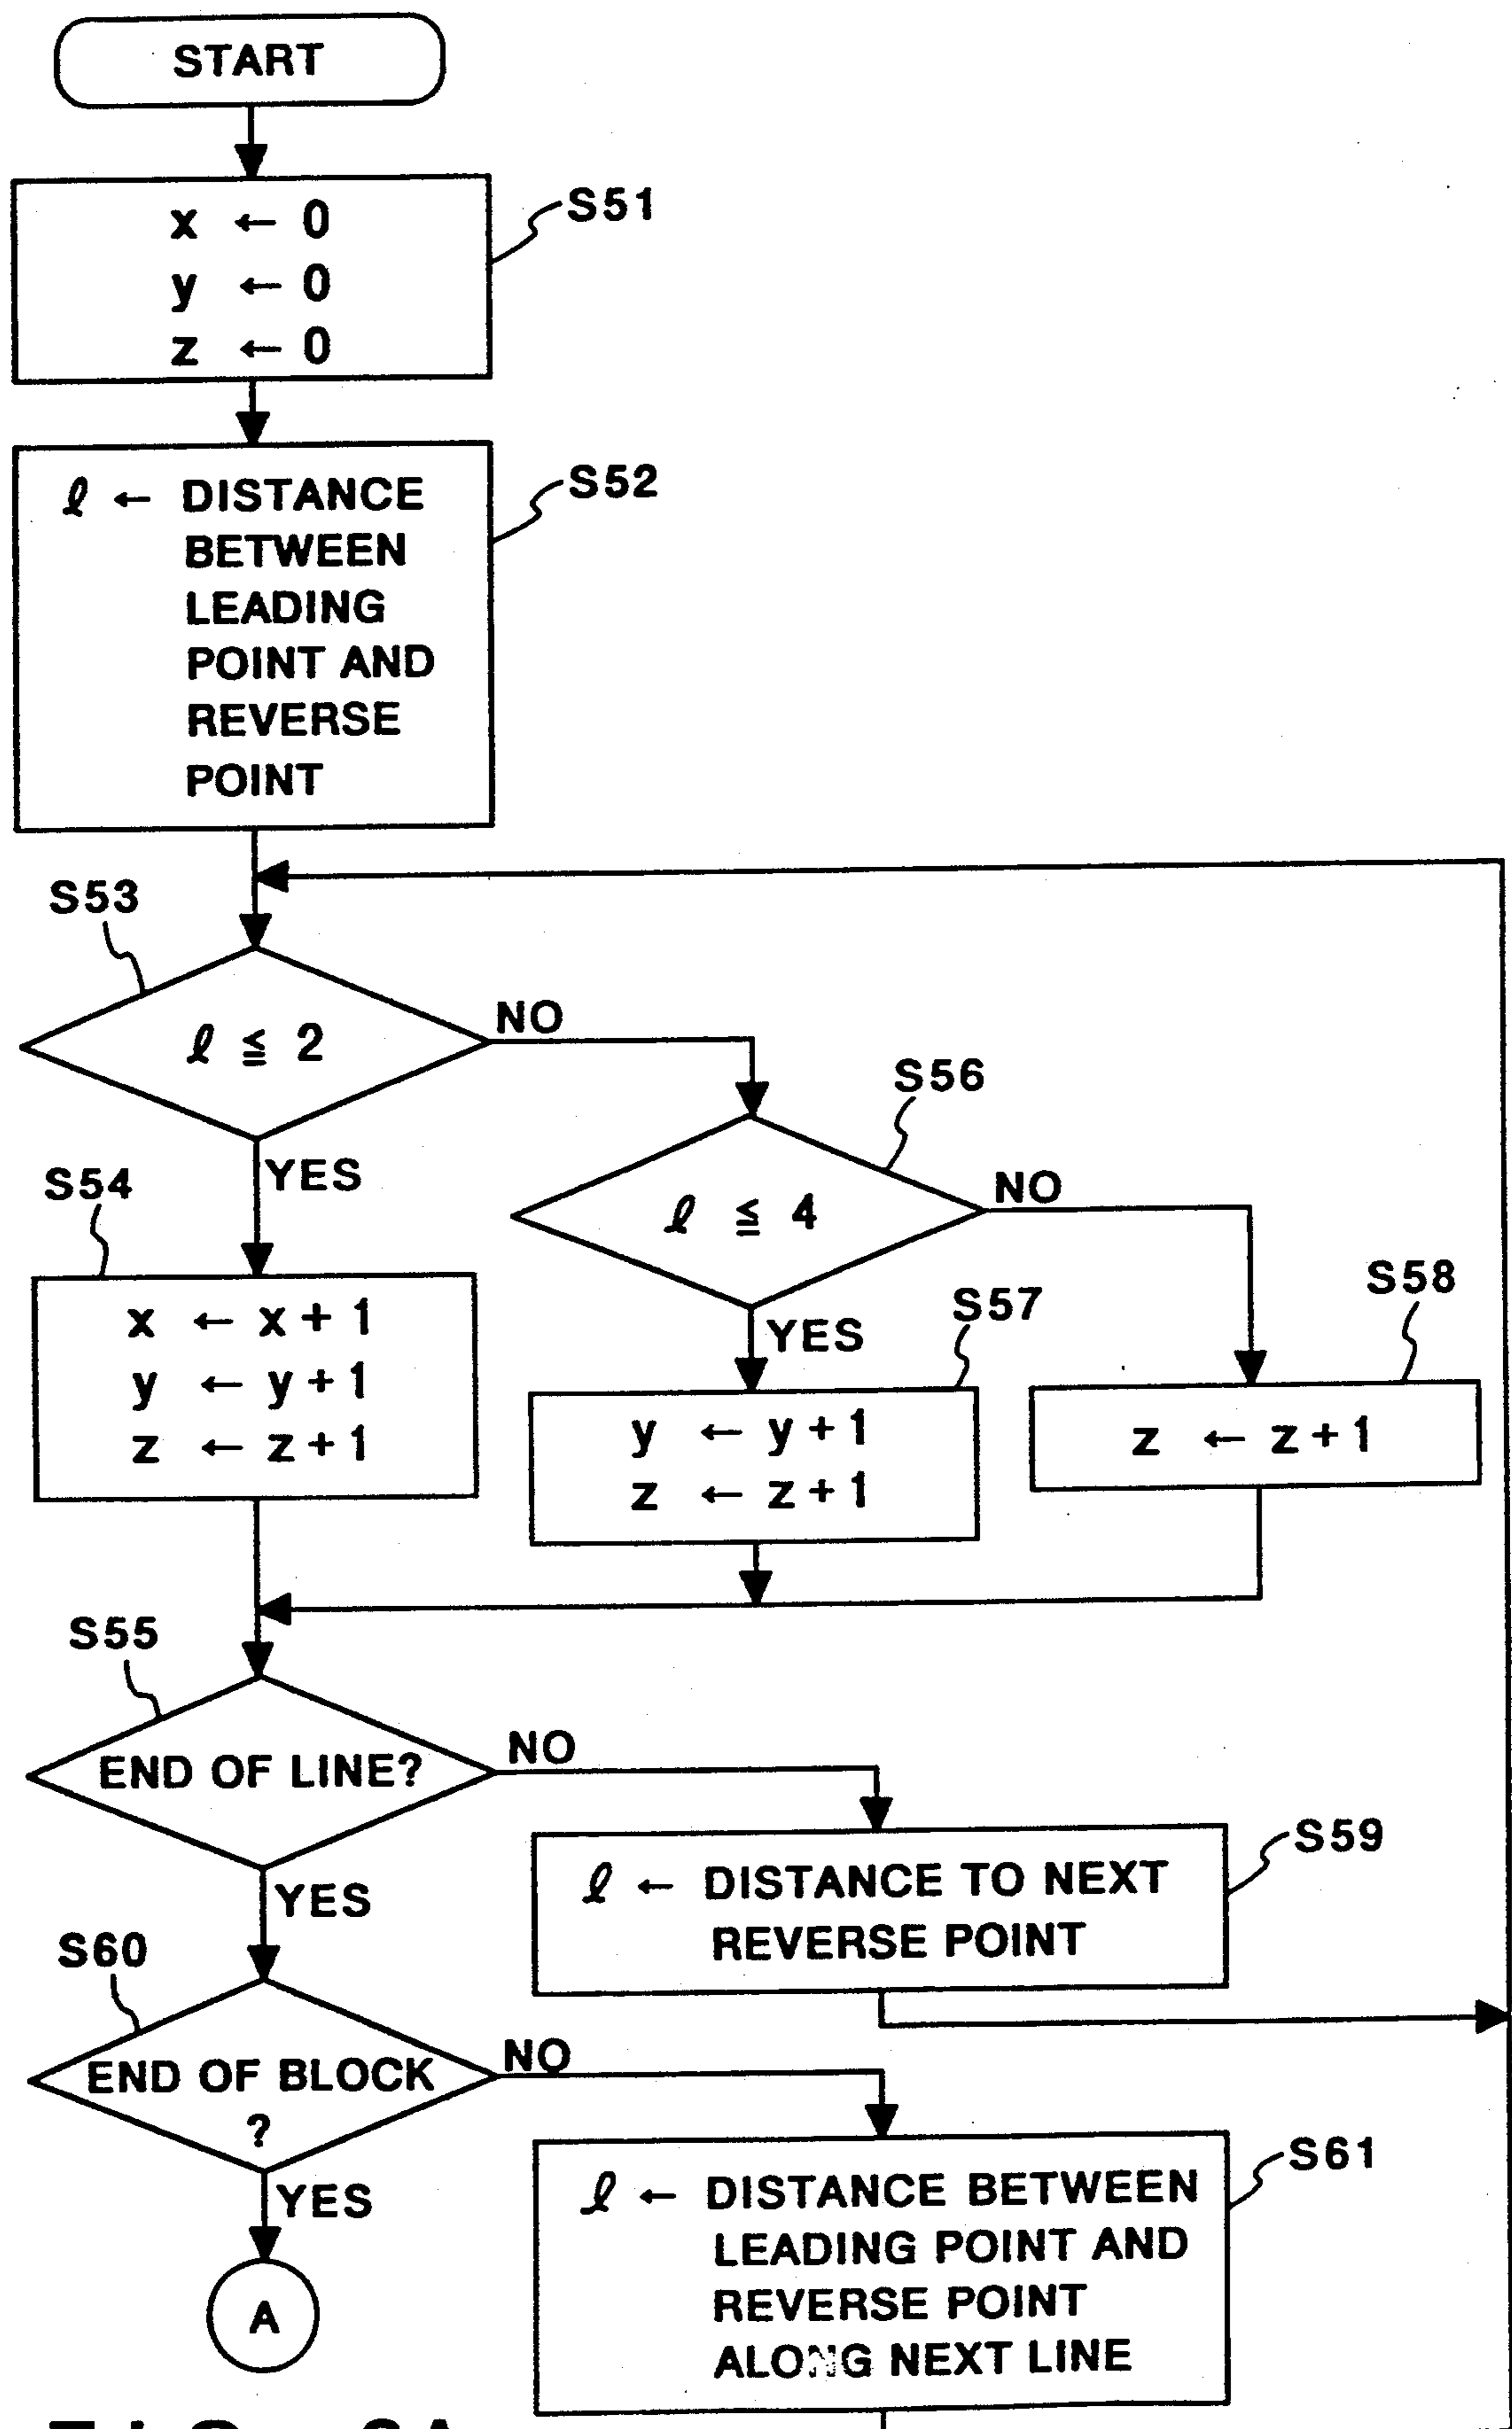 START
S51
x ← 0
y ← 0
z ← 0
S52
ℓ ← DISTANCE
BETWEEN
LEADING
POINT AND
REVERSE
POINT
S53
ℓ ≦ 2
NO
YES
S56
ℓ ≦ 4
NO
YES
S54
x ← x + 1
y ← y + 1
z ← z + 1
S57
y ← y + 1
z ← z + 1
S58
z ← z + 1
S55
END OF LINE?
NO
YES
S59
ℓ ← DISTANCE TO NEXT
REVERSE POINT
S60
END OF BLOCK
?
NO
YES
S61
ℓ ← DISTANCE BETWEEN
LEADING POINT AND
REVERSE POINT
ALONG NEXT LINE
A